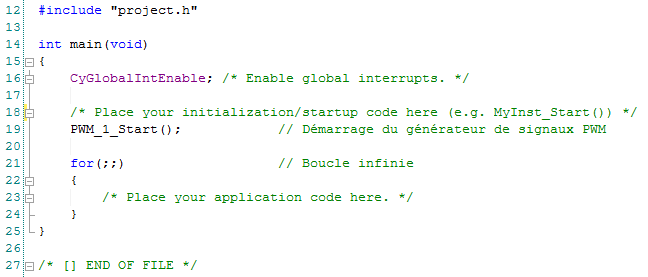 12 #include "project.h"
13
14 int main(void)
15 {
16 CyGlobalIntEnable; /* Enable global interrupts. */
17
18 /* Place your initialization/startup code here (e.g. MyInst_Start()) */
19 PWM_1_Start(); // Démarrage du générateur de signaux PWM
20
21 for(;;) // Boucle infinie
22 {
23 /* Place your application code here. */
24 }
25 }
26
27 /* [] END OF FILE */